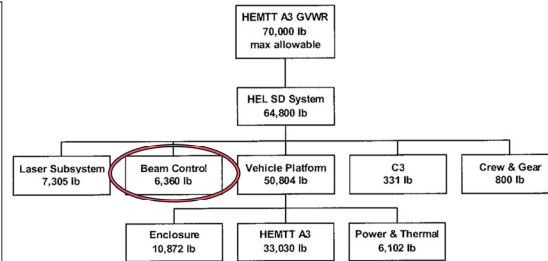 HEMTT A3 GVWR
70,000 lb
max allowable
HEL SD System
64,800 lb
Laser Subsystem
7,305 lb
Beam Control
6,360 lb
Vehicle Platform
50,804 lb
C3
331 lb
Crew & Gear
800 lb
Enclosure
10,872 lb
HEMTT A3
33,030 lb
Power & Thermal
6,102 lb